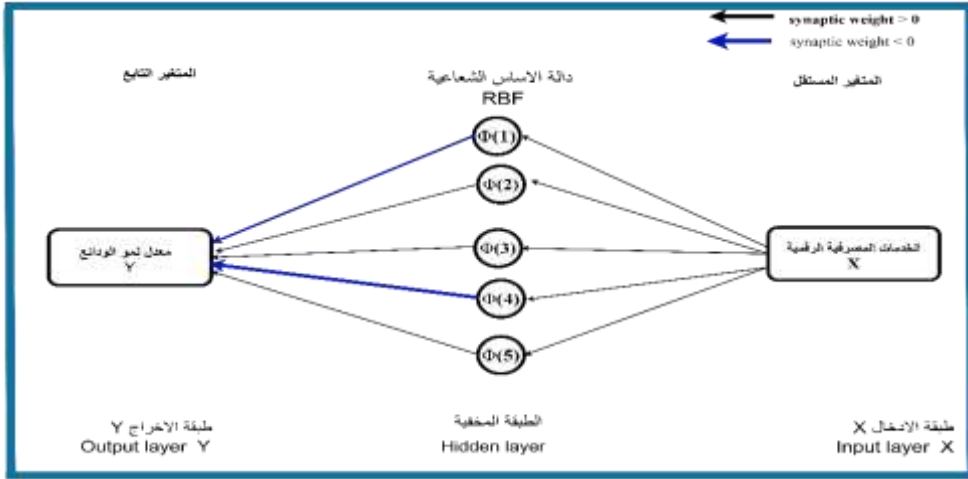 synaptic weight > 0
synaptic weight < 0
المتغير المستقل
دالة الاساس الشعاعية
RBF
المتغير التابع
Φ(1)
Φ(2)
Φ(3)
Φ(4)
Φ(5)
الخدمات المصرفية الرقمية
X
معدل نمو الودائع
Y
طبقة الادخال X
Input layer X
الطبقة المخفية
Hidden layer
طبقة الاخراج Y
Output layer Y